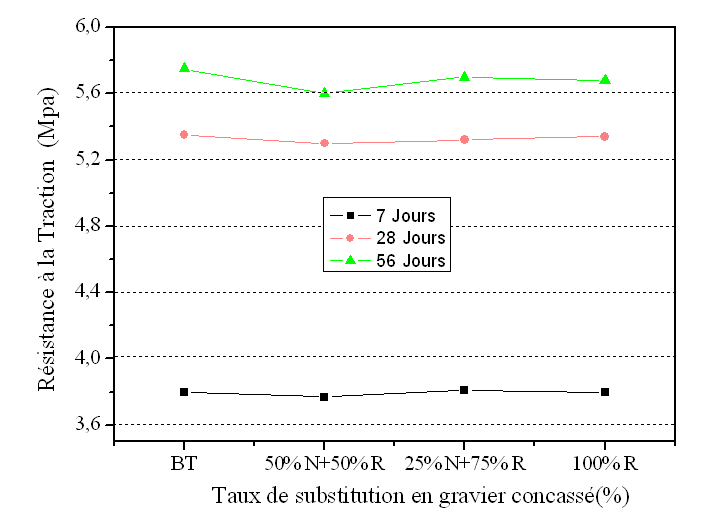 6,0
5,6
5,2
4,8
4,4
4,0
3,6
Résistance à la Traction (Mpa)
7 Jours
28 Jours
56 Jours
BT
50%N+50%R
25%N+75%R
100%R
Taux de substitution en gravier concassé(%)